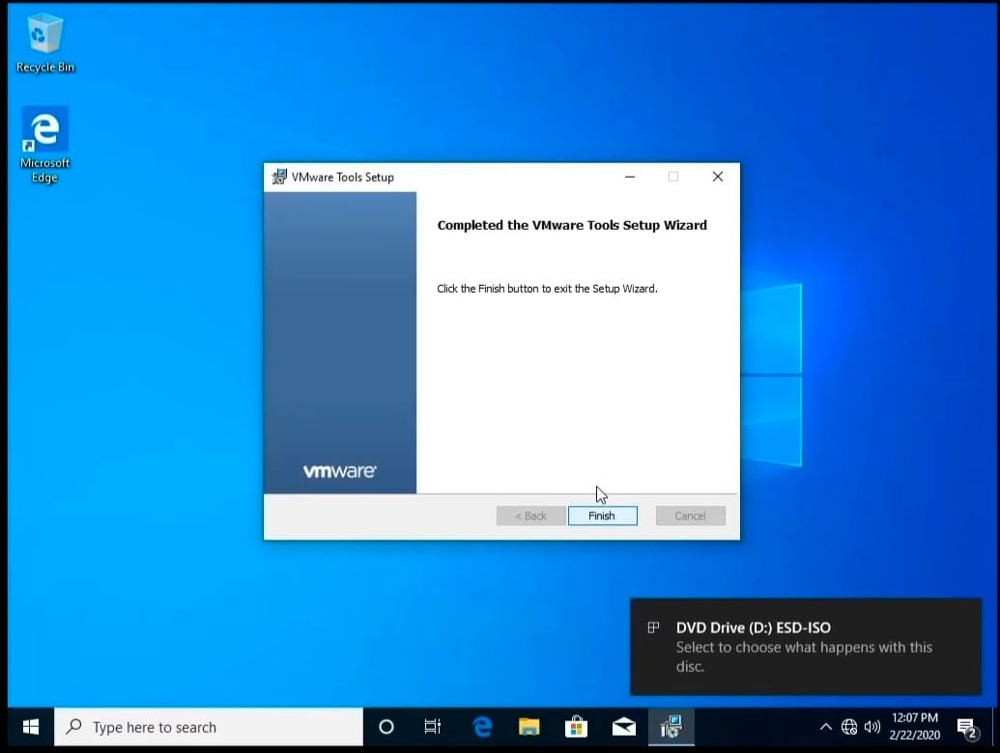 Recycle Bin
Microsoft
Edge
VMware Tools Setup
Completed the VMware Tools Setup Wizard
Click the Finish button to exit the Setup Wizard.
vmware
< Back
Finish
Cancel
DVD Drive (D:) ESD-ISO
Select to choose what happens with this
disc.
Type here to search
12:07 PM
2/22/2020
2